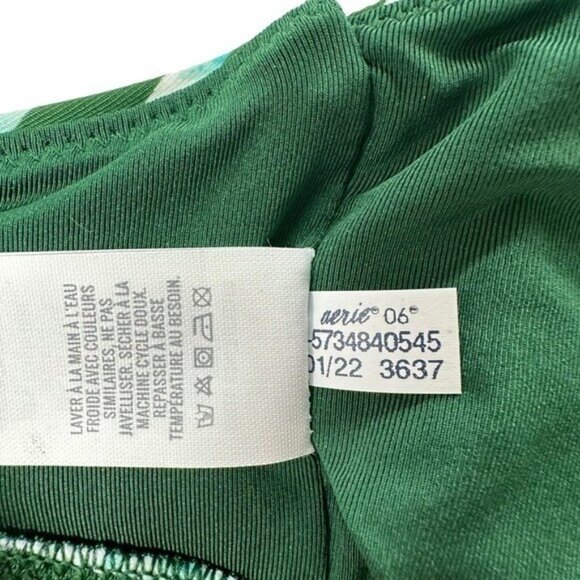 LAVER À LA MAIN À L'EAU
FROIDE AVEC COULEURS
SIMILAIRES. NE PAS
JAVELLISER. SÉCHER À LA
MACHINE CYCLE DOUX.
REPASSER À BASSE
TEMPÉRATURE AU BESOIN.
aerie® 06®
-5734840545
01/22 3637